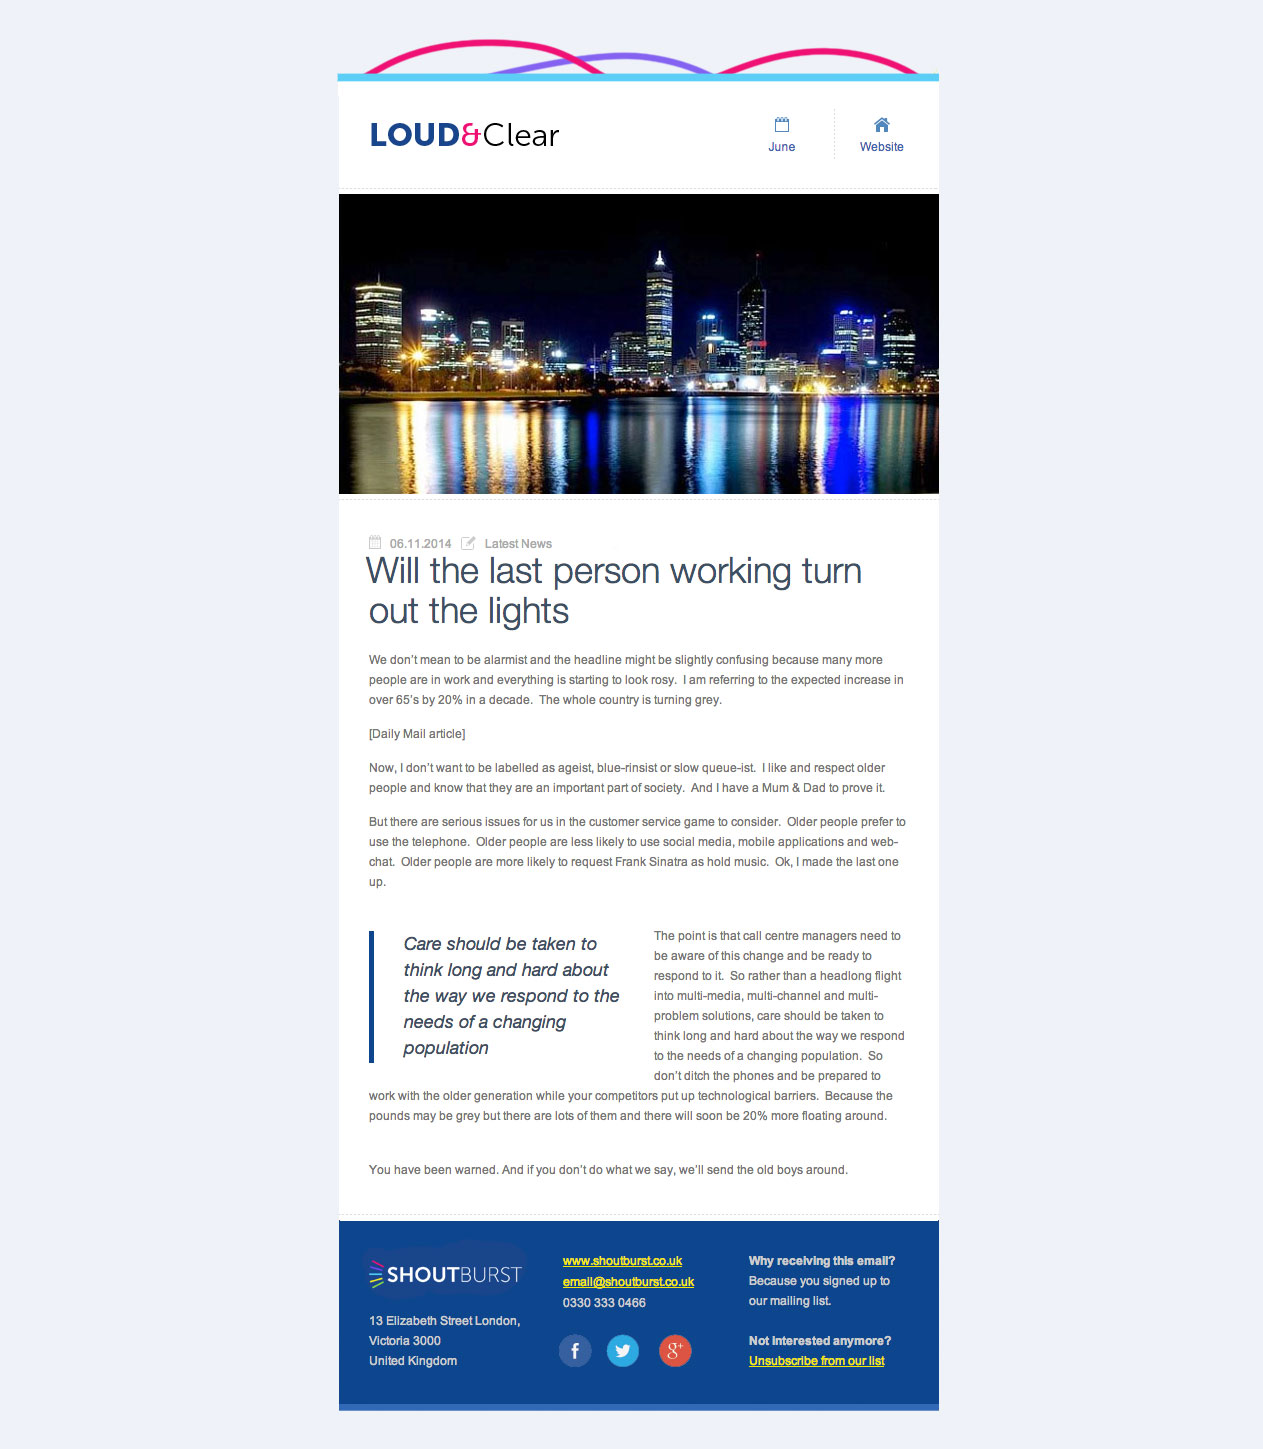 LOUD&Clear
June
Website
06.11.2014 Latest News
Will the last person working turn
out the lights
We don’t mean to be alarmist and the headline might be slightly confusing because many more
people are in work and everything is starting to look rosy.  I am referring to the expected increase in
over 65’s by 20% in a decade.  The whole country is turning grey.
[Daily Mail article]
Now, I don’t want to be labelled as ageist, blue-rinsist or slow queue-ist.  I like and respect older
people and know that they are an important part of society.  And I have a Mum & Dad to prove it.
But there are serious issues for us in the customer service game to consider.  Older people prefer to
use the telephone.  Older people are less likely to use social media, mobile applications and web-
chat.  Older people are more likely to request Frank Sinatra as hold music.  Ok, I made the last one
up.
Care should be taken to
think long and hard about
the way we respond to the
needs of a changing
population
The point is that call centre managers need to
be aware of this change and be ready to
respond to it.  So rather than a headlong flight
into multi-media, multi-channel and multi-
problem solutions, care should be taken to
think long and hard about the way we respond
to the needs of a changing population.  So
don’t ditch the phones and be prepared to
work with the older generation while your competitors put up technological barriers.  Because the
pounds may be grey but there are lots of them and there will soon be 20% more floating around.
You have been warned. And if you don’t do what we say, we’ll send the old boys around.
SHOUTBURST
13 Elizabeth Street London,
Victoria 3000
United Kingdom
www.shoutburst.co.uk
email@shoutburst.co.uk
0330 333 0466
f
g+
Why receiving this email?
Because you signed up to
our mailing list.
Not interested anymore?
Unsubscribe from our list